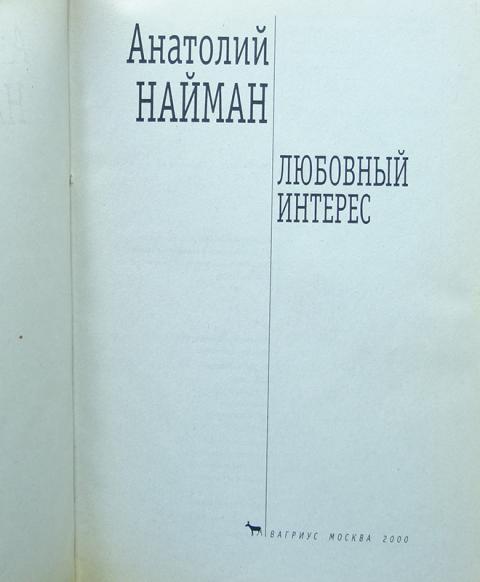 Анатолий
НАЙМАН
ЛЮБОВНЫЙ
ИНТЕРЕС
ВАГРИУС МОСКВА 2000